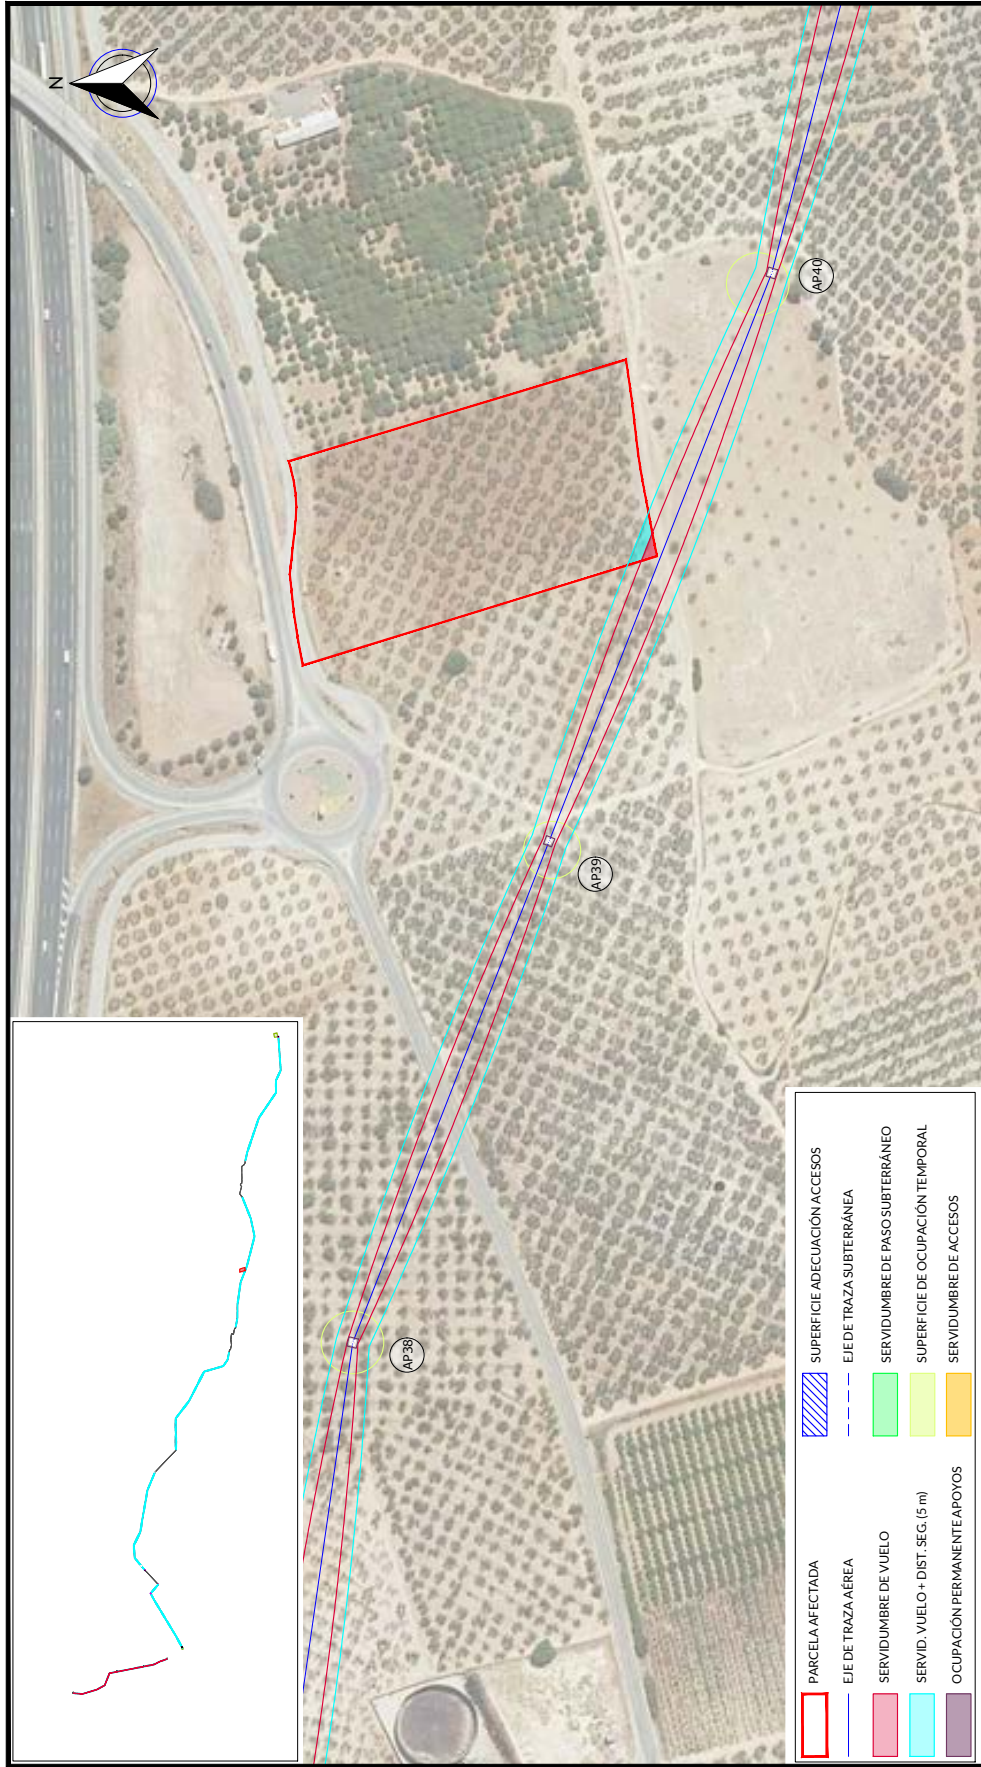 N
AP40
AP39
AP38
PARCELA AFECTADA
EJE DE TRAZA AÉREA
SERVIDUMBRE DE VUELO
SERVID. VUELO + DIST. SEG. (5 m)
OCUPACIÓN PERMANENTE APOYOS
SUPERFICIE ADECUACIÓN ACCESOS
EJE DE TRAZA SUBTERRÁNEA
SERVIDUMBRE DE PASO SUBTERRÁNEO
SUPERFICIE DE OCUPACIÓN TEMPORAL
SERVIDUMBRE DE ACCESOS